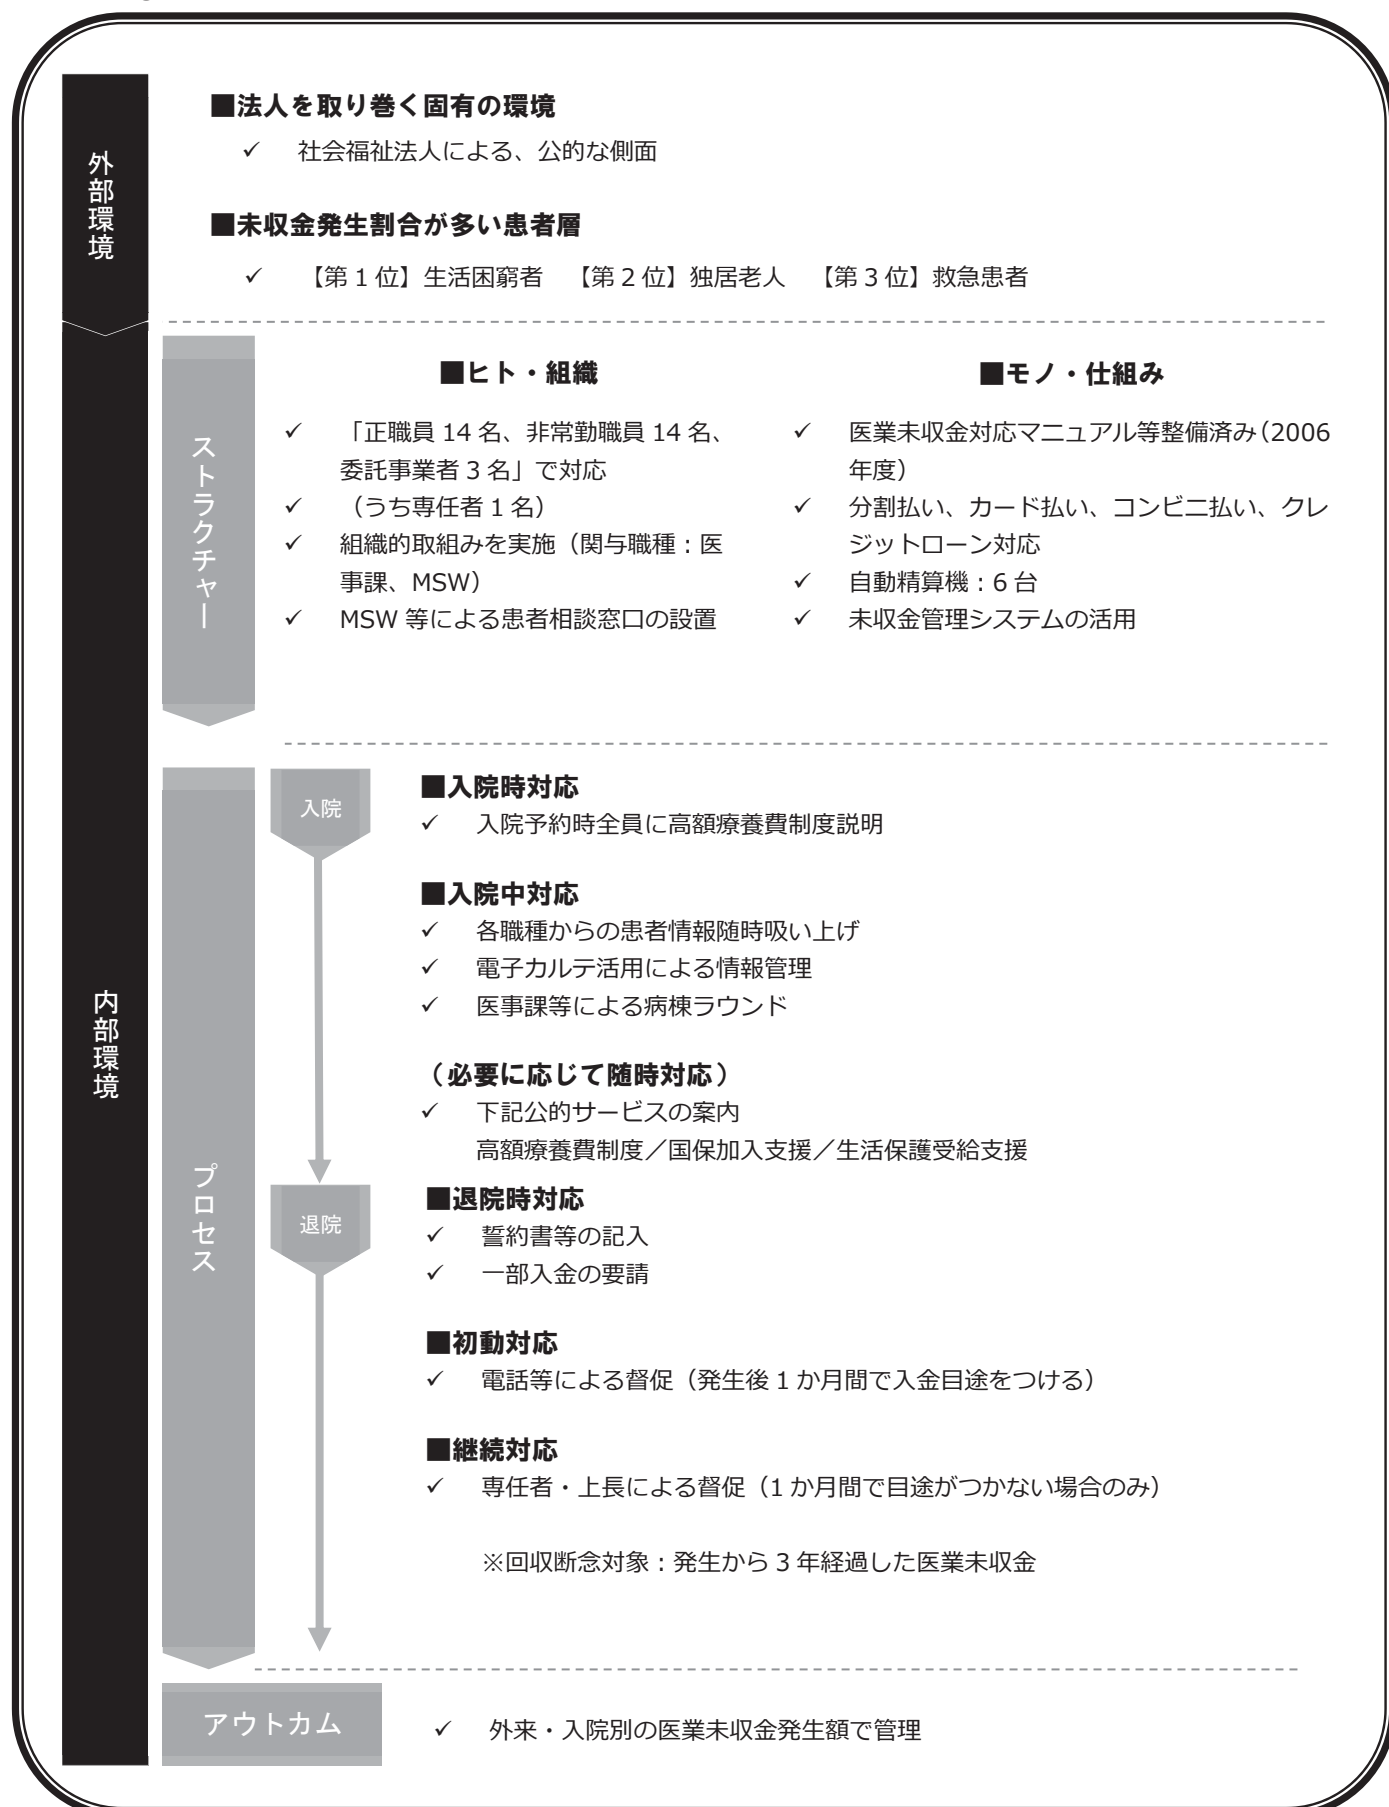 外部環境
■法人を取り巻く固有の環境
✓ 社会福祉法人による、公的な側面
■未収金発生割合が多い患者層
✓ 【第1位】生活困窮者 【第2位】独居老人 【第3位】救急患者
内部環境
ストラクチャー
■ヒト・組織
✓ 「正職員 14 名、非常勤職員 14 名、
委託事業者 3 名」で対応
✓ （うち専任者 1 名）
✓ 組織的取組みを実施（関与職種：医
事課、MSW）
✓ MSW 等による患者相談窓口の設置
■モノ・仕組み
✓ 医業未収金対応マニュアル等整備済み（2006
年度）
✓ 分割払い、カード払い、コンビニ払い、クレ
ジットローン対応
✓ 自動精算機：6 台
✓ 未収金管理システムの活用
プロセス
入院
■入院時対応
✓ 入院予約時全員に高額療養費制度説明
■入院中対応
✓ 各職種からの患者情報随時吸い上げ
✓ 電子カルテ活用による情報管理
✓ 医事課等による病棟ラウンド
（必要に応じて随時対応）
✓ 下記公的サービスの案内
高額療養費制度／国保加入支援／生活保護受給支援
退院
■退院時対応
✓ 誓約書等の記入
✓ 一部入金の要請
■初動対応
✓ 電話等による督促（発生後 1 か月間で入金目途をつける）
■継続対応
✓ 専任者・上長による督促（1 か月間で目途がつかない場合のみ）
※回収断念対象：発生から 3 年経過した医業未収金
アウトカム
✓ 外来・入院別の医業未収金発生額で管理